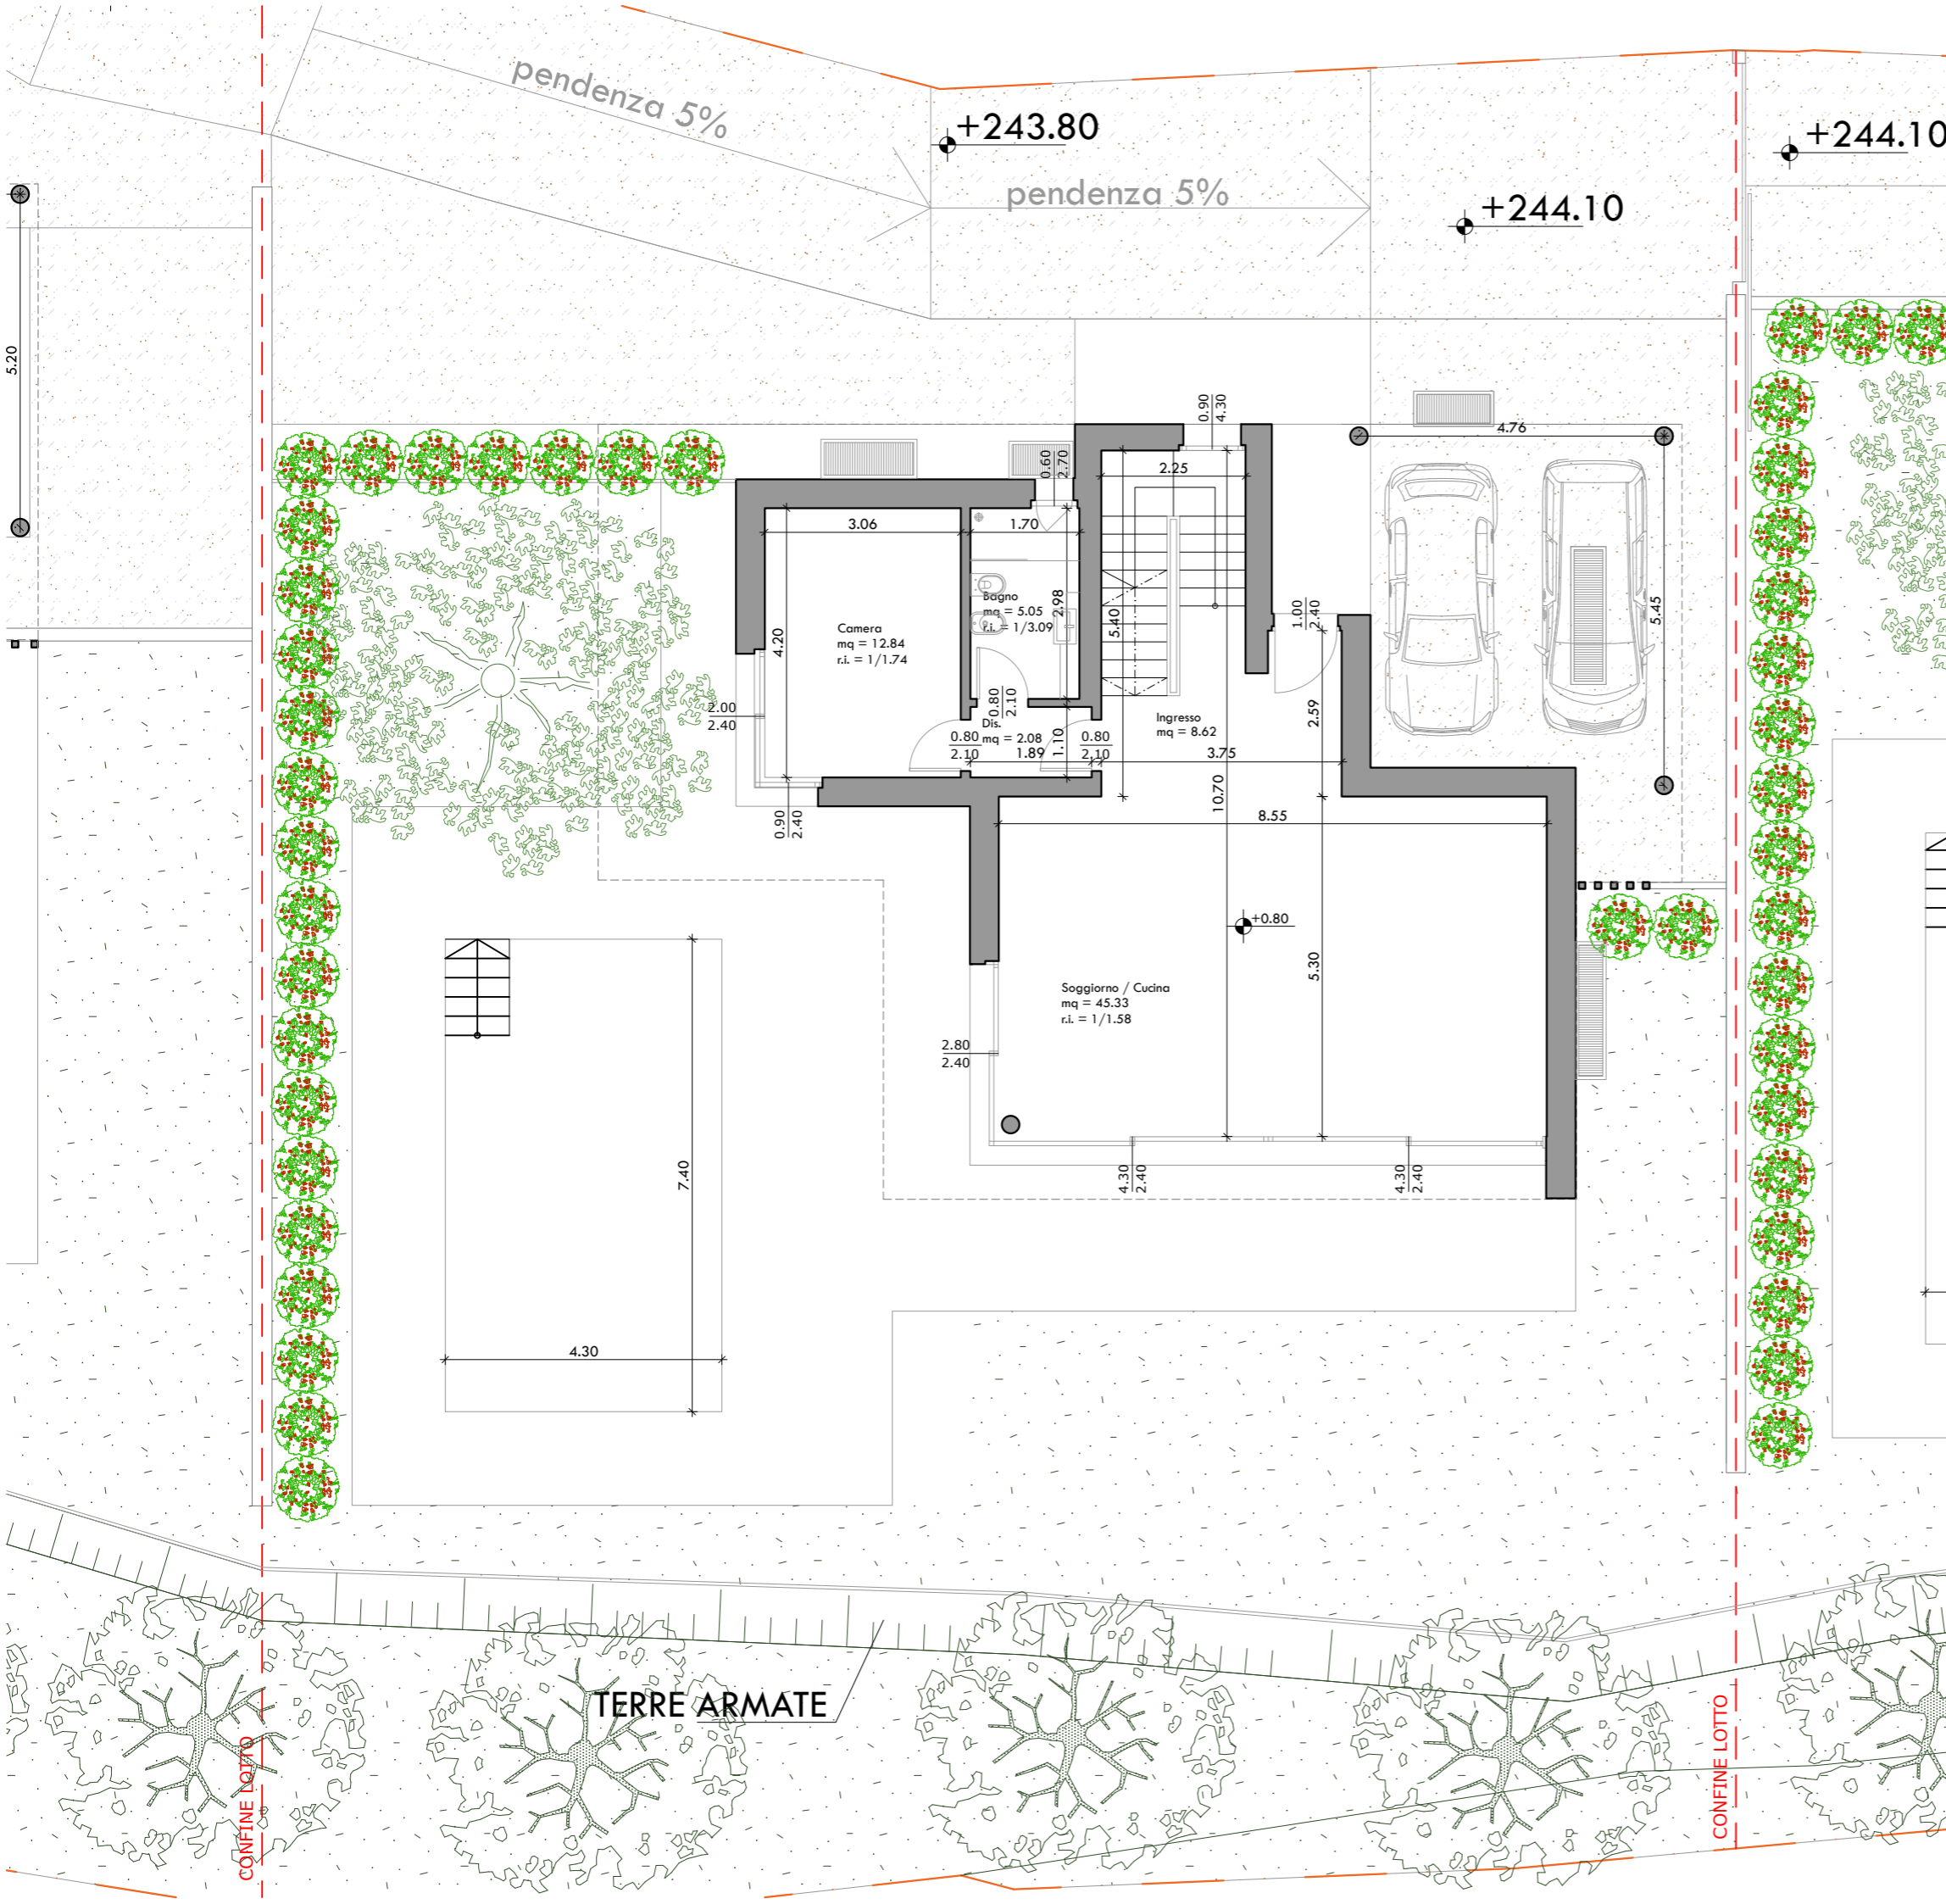 pendenza 5%
+243.80
+244.10
pendenza 5%
+244.10
5.20
0.90
4.30
4.76
0.60
2.70
2.25
3.06
1.70
Bagno
mq = 5.05
r.i. = 1/3.09
2.98
5.40
1.00
2.40
5.45
Camera
mq = 12.84
r.i. = 1/1.74
4.20
0.80
2.10
2.00
2.40
Dis.
mq = 2.08
1.89
1.10
0.80
2.10
0.80
2.10
Ingresso
mq = 8.62
2.59
3.75
10.70
0.90
2.40
8.55
+0.80
5.30
Soggiorno / Cucina
mq = 45.33
r.i. = 1/1.58
2.80
2.40
7.40
4.30
2.40
4.30
2.40
4.30
TERRE ARMATE
CONFINE LOTTO
CONFINE LOTTO